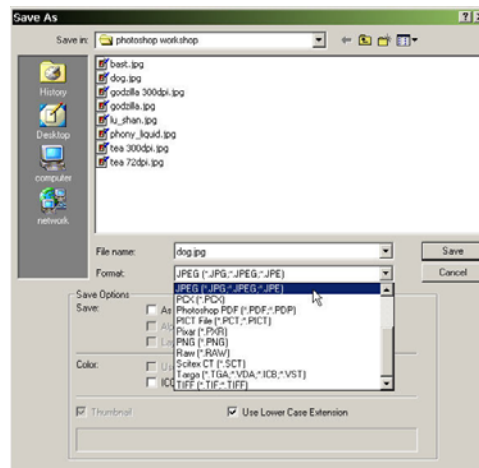 Save As
Save in: photoshop workshop
History
Desktop
computer
network
bast.jpg
dog.jpg
godzilla 300dpi.jpg
godzilla.jpg
lu_shan.jpg
phony_liquid.jpg
tea 300dpi.jpg
tea 72dpi.jpg
File name: dog.jpg Save
Format: JPEG (*.JPG;*.JPEG;*.JPE) Cancel
JPEG (*.JPG;*.JPEG;*.JPE)
PCX (*.PCX)
Photoshop PDF (*.PDF;*.PDP)
PICT File (*.PCT;*.PICT)
Pixar (*.PXR)
PNG (*.PNG)
Raw (*.RAW)
Scitex CT (*.SCT)
Targa (*.TGA;*.VDA;*.ICB;*.VST)
TIFF (*.TIF;*.TIFF)
Save Options
Save: As
Color:
ICC
Thumbnail Use Lower Case Extension